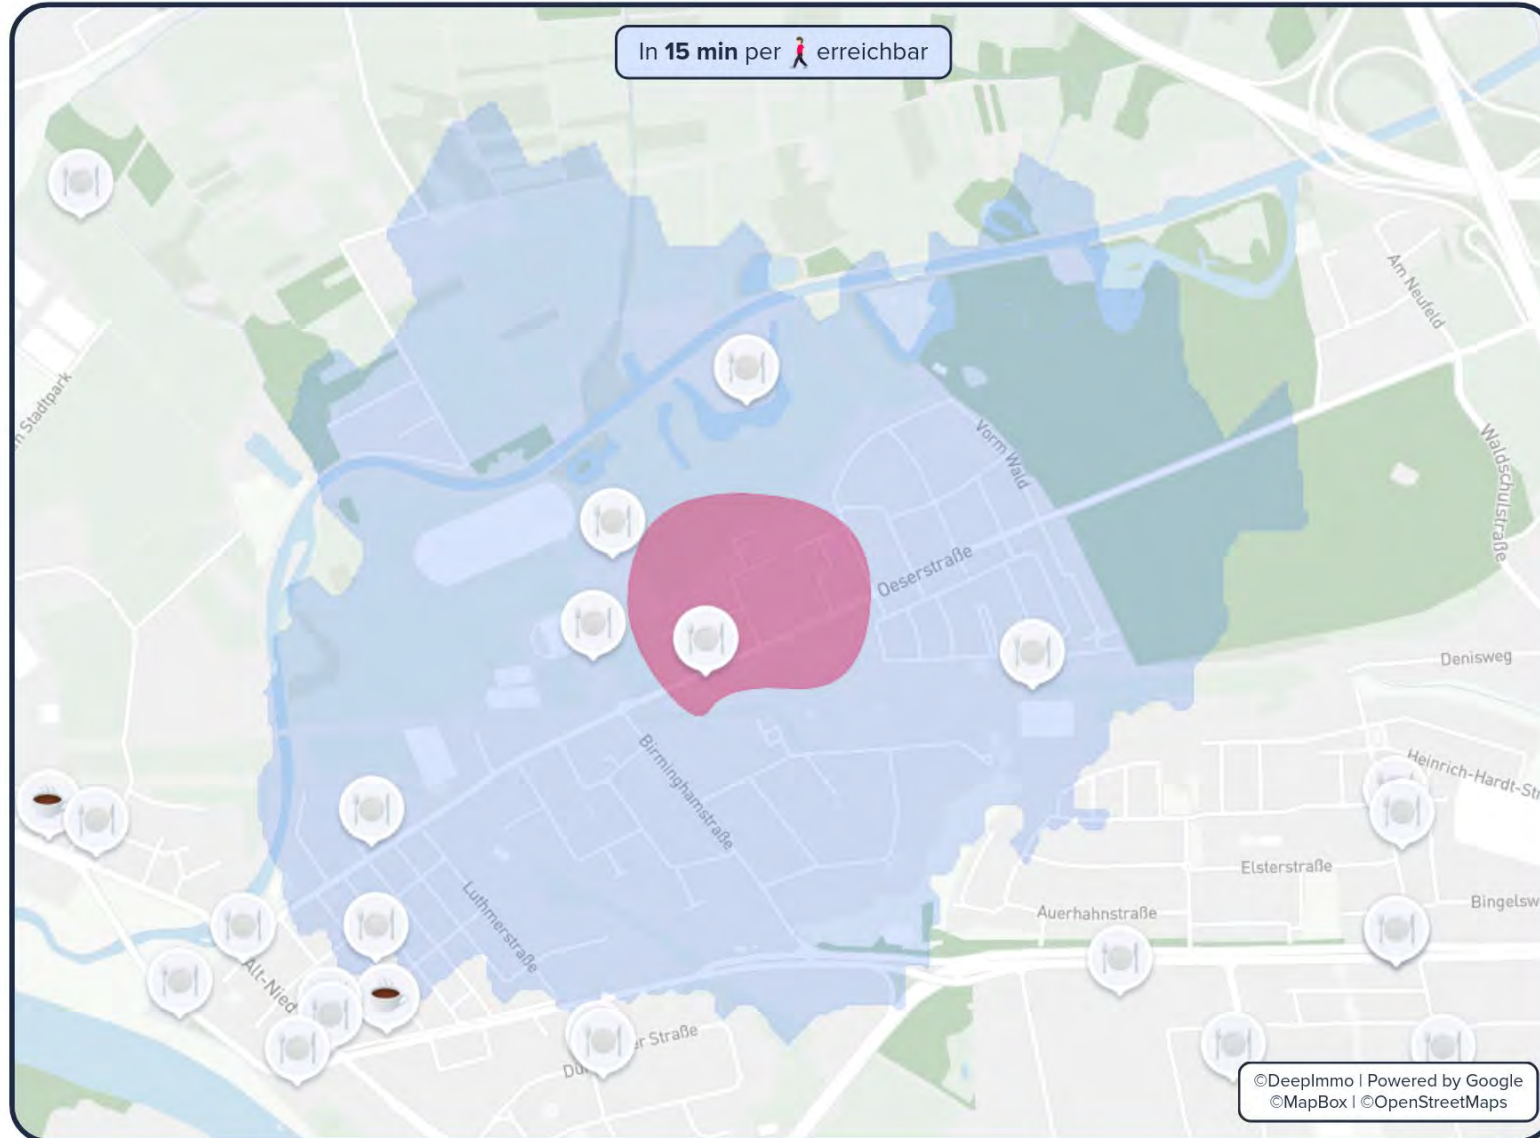 In 15 min per erreichbar
Am Neufeld
Stadtpark
Vorm Wald
Waldschulstraße
Oeserstraße
Denisweg
Birminghamstraße
Heinrich-Hardt-Str
Elsterstraße
Luthmerstraße
Bingelsw
Auerhahnstraße
Alt-Nied
er Straße
©DeepImmo | Powered by Google
©MapBox | ©OpenStreetMaps